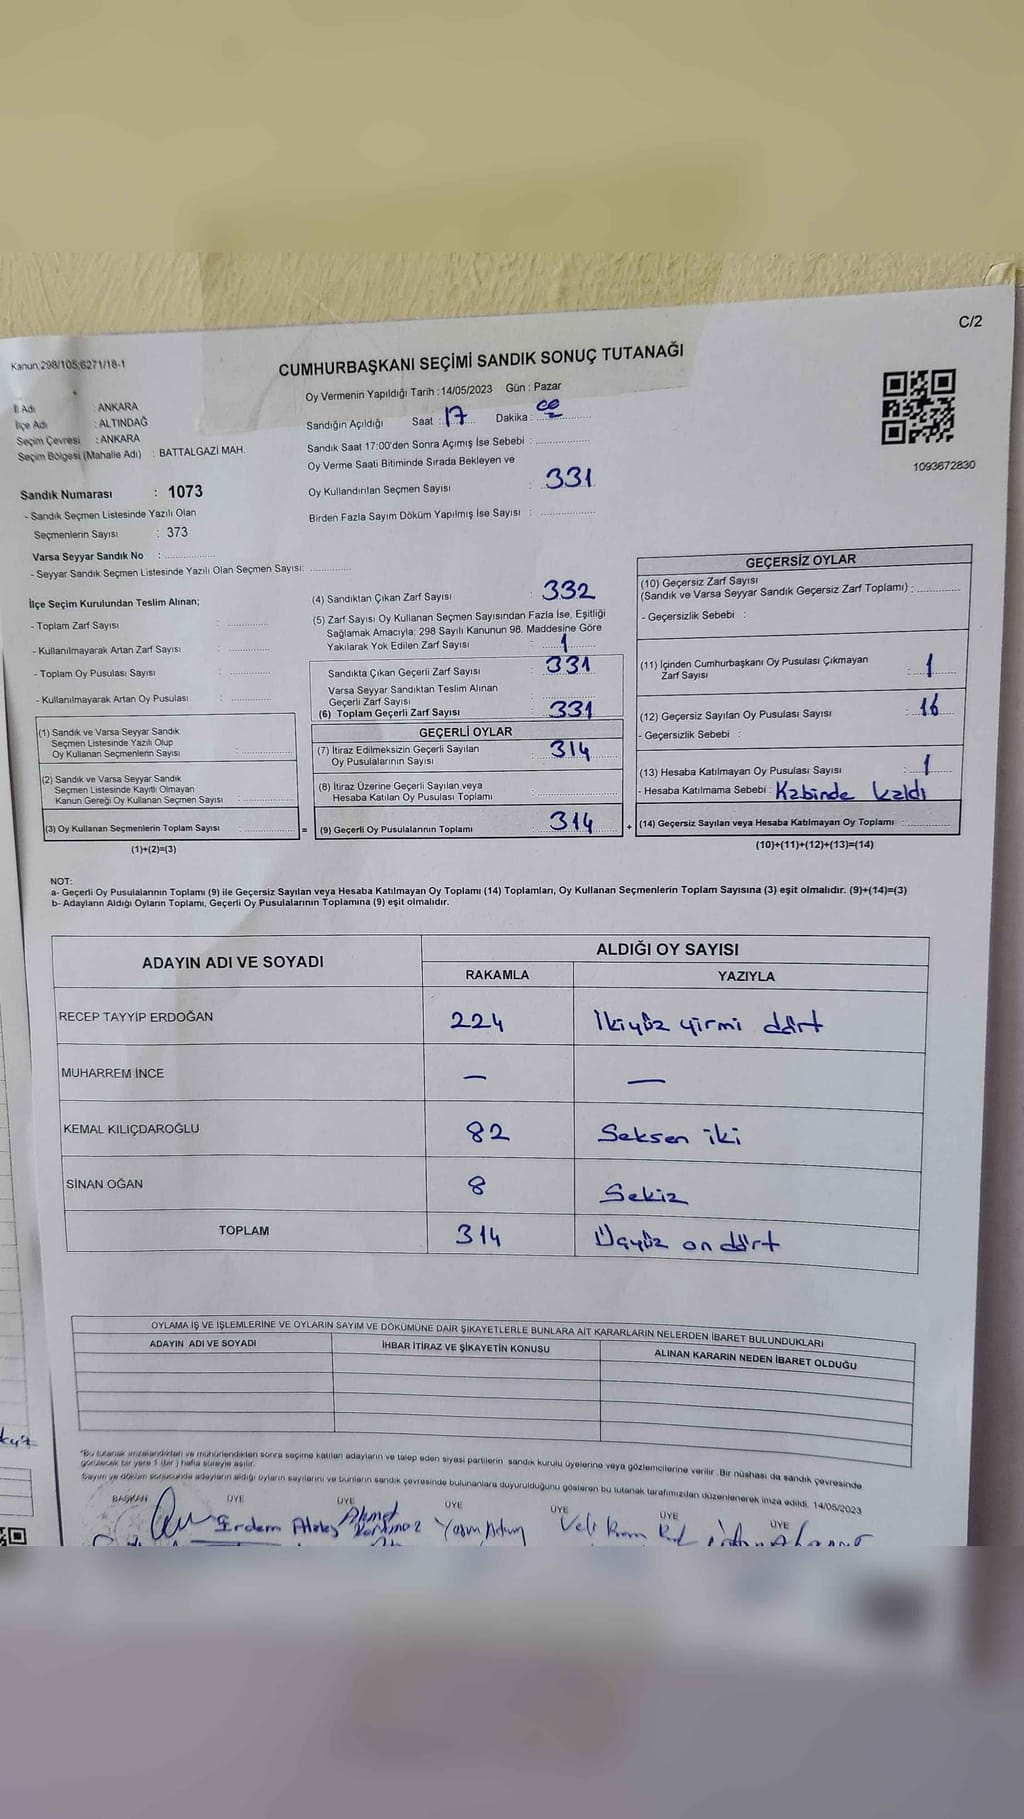 C/2
Kanun;298/105;6271/18-1
CUMHURBAŞKANI SEÇİMİ SANDIK SONUÇ TUTANAĞI
İl Adı : ANKARA
İlçe Adı : ALTINDAĞ
Seçim Çevresi : ANKARA
Seçim Bölgesi (Mahalle Adı) : BATTALGAZİ MAH.
Sandık Numarası : 1073
- Sandık Seçmen Listesinde Yazılı Olan
Seçmenlerin Sayısı : 373
Varsa Seyyar Sandık No :
- Seyyar Sandık Seçmen Listesinde Yazılı Olan Seçmen Sayısı:
Oy Vermenin Yapıldığı Tarih : 14/05/2023 Gün : Pazar
Sandığın Açıldığı Saat : 17 Dakika :
Sandık Saat 17:00'den Sonra Açımış İse Sebebi :
Oy Verme Saati Bitiminde Sırada Bekleyen ve
Oy Kullandırılan Seçmen Sayısı : 331
Birden Fazla Sayım Döküm Yapılmış İse Sayısı :
1093672830
İlçe Seçim Kurulundan Teslim Alınan;
- Toplam Zarf Sayısı :
- Kullanılmayarak Artan Zarf Sayısı :
- Toplam Oy Pusulası Sayısı :
- Kullanılmayarak Artan Oy Pusulası :
(1) Sandık ve Varsa Seyyar Sandık
Seçmen Listesinde Yazılı Olup
Oy Kullanan Seçmenlerin Sayısı :
(2) Sandık ve Varsa Seyyar Sandık
Seçmen Listesinde Kayıtlı Olmayan
Kanun Gereği Oy Kullanan Seçmen Sayısı :
(3) Oy Kullanan Seçmenlerin Toplam Sayısı :
(1)+(2)=(3)
(4) Sandıktan Çıkan Zarf Sayısı : 332
(5) Zarf Sayısı Oy Kullanan Seçmen Sayısından Fazla İse, Eşitliği
Sağlamak Amacıyla; 298 Sayılı Kanunun 98. Maddesine Göre
Yakılarak Yok Edilen Zarf Sayısı : 1
Sandıkta Çıkan Geçerli Zarf Sayısı : 331
Varsa Seyyar Sandıktan Teslim Alınan
Geçerli Zarf Sayısı :
(6) Toplam Geçerli Zarf Sayısı : 331
GEÇERLİ OYLAR
(7) İtiraz Edilmeksizin Geçerli Sayılan
Oy Pusulalarının Sayısı : 314
(8) İtiraz Üzerine Geçerli Sayılan veya
Hesaba Katılan Oy Pusulası Toplamı :
= (9) Geçerli Oy Pusulalarının Toplamı : 314 +
GEÇERSİZ OYLAR
(10) Geçersiz Zarf Sayısı
(Sandık ve Varsa Seyyar Sandık Geçersiz Zarf Toplamı) :
- Geçersizlik Sebebi :
(11) İçinden Cumhurbaşkanı Oy Pusulası Çıkmayan
Zarf Sayısı : 1
(12) Geçersiz Sayılan Oy Pusulası Sayısı : 16
- Geçersizlik Sebebi :
(13) Hesaba Katılmayan Oy Pusulası Sayısı : 1
- Hesaba Katılmama Sebebi : Kabinde kaldı
(14) Geçersiz Sayılan veya Hesaba Katılmayan Oy Toplamı :
(10)+(11)+(12)+(13)=(14)
NOT:
a- Geçerli Oy Pusulalarının Toplamı (9) ile Geçersiz Sayılan veya Hesaba Katılmayan Oy Toplamı (14) Toplamları, Oy Kullanan Seçmenlerin Toplam Sayısına (3) eşit olmalıdır. (9)+(14)=(3)
b- Adayların Aldığı Oyların Toplamı, Geçerli Oy Pusulalarının Toplamına (9) eşit olmalıdır.
ADAYIN ADI VE SOYADI ALDIĞI OY SAYISI
RAKAMLA YAZIYLA
RECEP TAYYİP ERDOĞAN 224 İkiyüz yirmi dört
MUHARREM İNCE — —
KEMAL KILIÇDAROĞLU 82 Seksen iki
SİNAN OĞAN 8 Sekiz
TOPLAM 314 Üçyüz on dört
OYLAMA İŞ VE İŞLEMLERİNE VE OYLARIN SAYIM VE DÖKÜMÜNE DAİR ŞİKAYETLERLE BUNLARA AİT KARARLARIN NELERDEN İBARET BULUNDUKLARI
ADAYIN ADI VE SOYADI İHBAR İTİRAZ VE ŞİKAYETİN KONUSU ALINAN KARARIN NEDEN İBARET OLDUĞU
*Bu tutanak imzalandıktan ve mühürlendikten sonra seçime katılan adayların ve talep eden siyasi partilerin sandık kurulu üyelerine veya gözlemcilerine verilir. Bir nüshası da sandık çevresinde
görülecek bir yere 1 (bir) hafta süreyle asılır.
Sayım ve döküm sonucunda adayların aldığı oyların sayılarını ve bunların sandık çevresinde bulunanlara duyurulduğunu gösteren bu tutanak tarafımızdan düzenlenerek imza edildi. 14/05/2023
BAŞKAN ÜYE ÜYE ÜYE ÜYE ÜYE ÜYE
Erdem Ahmet